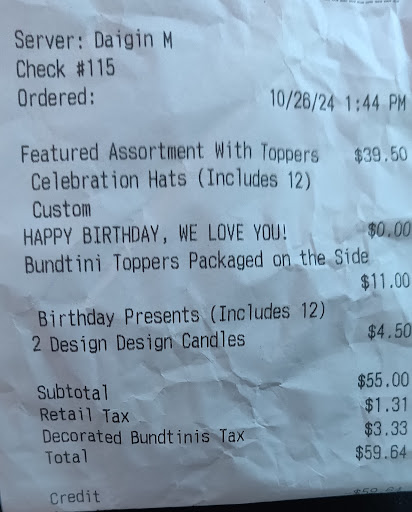 Server: Daigin M
Check #115
Ordered: 10/26/24 1:44 PM
Featured Assortment With Toppers $39.50
Celebration Hats (Includes 12)
Custom
HAPPY BIRTHDAY, WE LOVE YOU! $0.00
Bundtini Toppers Packaged on the Side
$11.00
Birthday Presents (Includes 12)
2 Design Design Candles $4.50
Subtotal $55.00
Retail Tax $1.31
Decorated Bundtinis Tax $3.33
Total $59.64
Credit